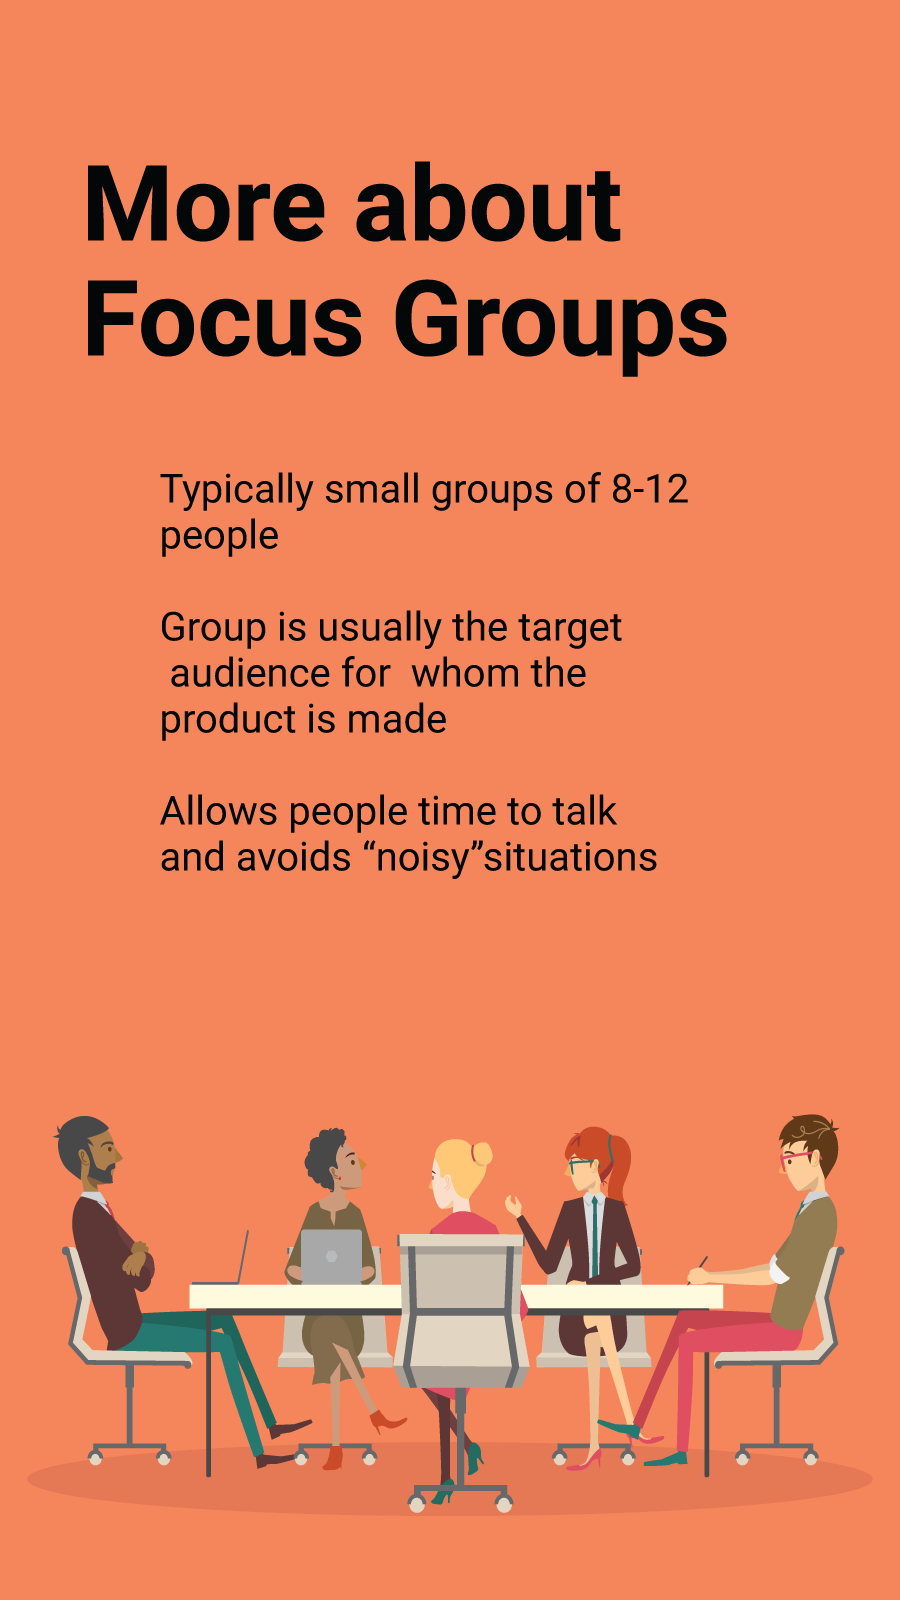 More about
Focus Groups
Typically small groups of 8-12
people
Group is usually the target
audience for  whom the
product is made
Allows people time to talk
and avoids “noisy”situations